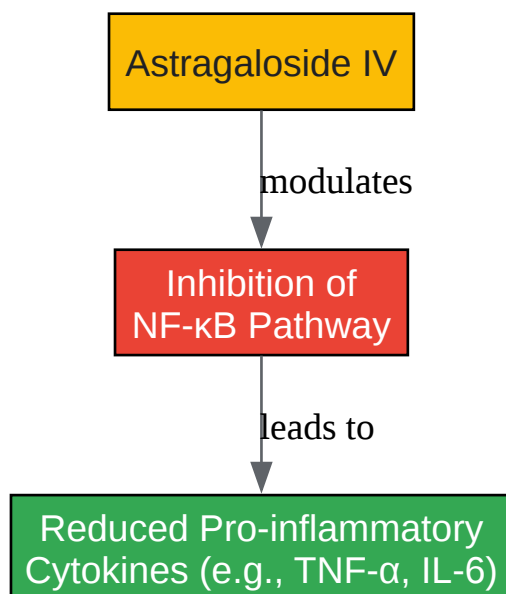 Astragaloside IV
modulates
Inhibition of
NF-κB Pathway
leads to
Reduced Pro-inflammatory
Cytokines (e.g., TNF-α, IL-6)